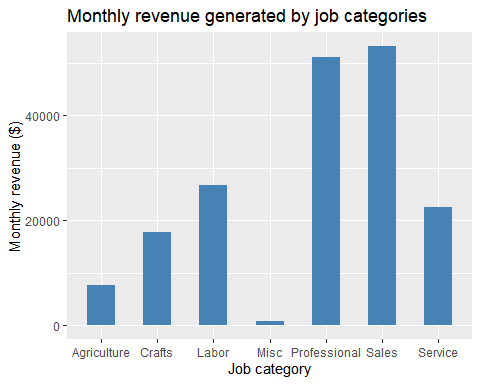 Monthly revenue generated by job categories
Monthly revenue ($)
40000
20000
0
Agriculture Crafts Labor Misc Professional Sales Service
Job category